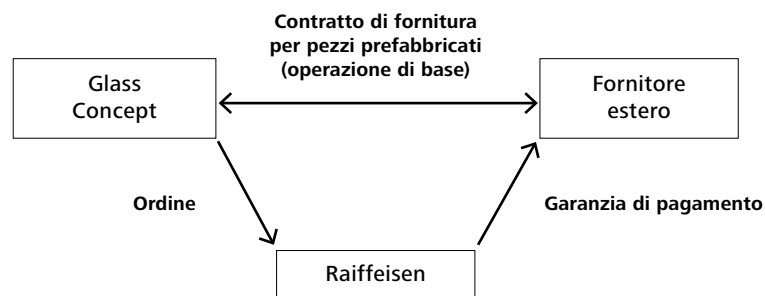 Contratto di fornitura
per pezzi prefabbricati
(operazione di base)
Glass
Concept
Fornitore
estero
Ordine
Garanzia di pagamento
Raiffeisen